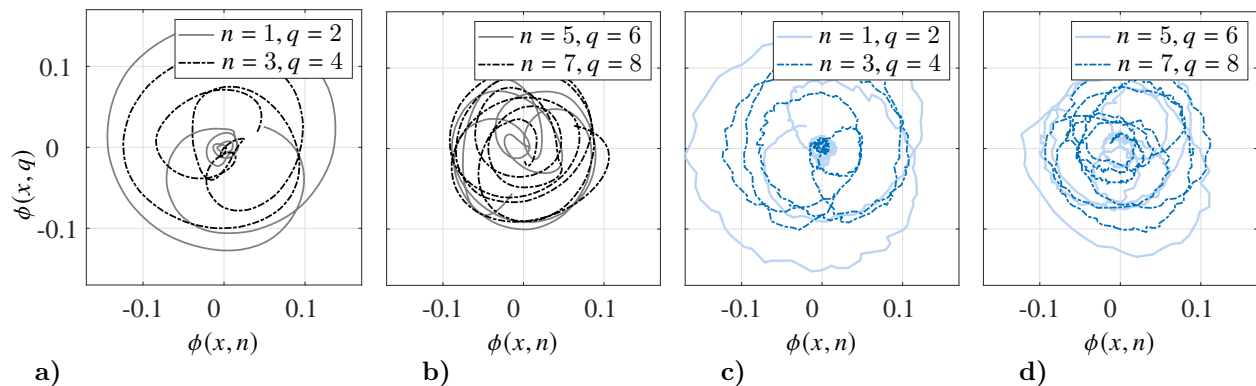 n = 1, q = 2
n = 3, q = 4
n = 5, q = 6
n = 7, q = 8
n = 1, q = 2
n = 3, q = 4
n = 5, q = 6
n = 7, q = 8
ϕ(x, q)
0.1
0
-0.1
-0.1 0 0.1
-0.1 0 0.1
-0.1 0 0.1
-0.1 0 0.1
ϕ(x, n)
ϕ(x, n)
ϕ(x, n)
ϕ(x, n)
a)
b)
c)
d)